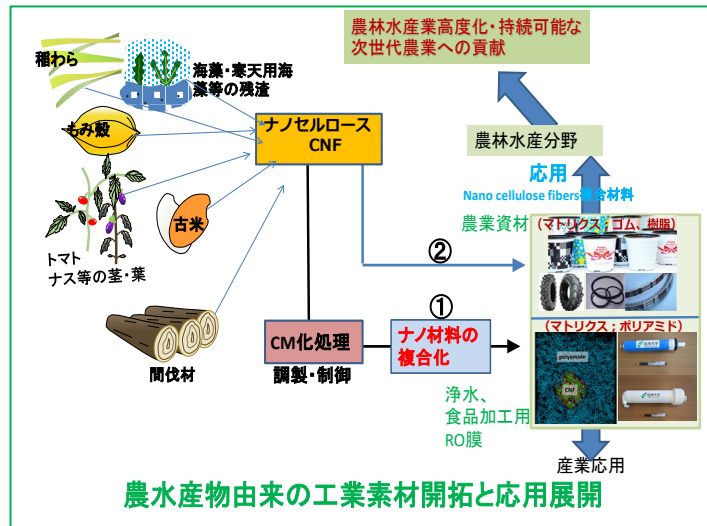 農林水産業高度化・持続可能な
次世代農業への貢献
稲わら
海藻・寒天用海
藻等の残渣
もみ殻
ナノセルロース
CNF
農林水産分野
応用
Nano cellulose fibers複合材料
農業資材
(マトリクス；ゴム、樹脂)
古米
トマト
ナス等の茎・葉
②
①
間伐材
CM化処理
調製・制御
ナノ材料の
複合化
(マトリクス；ポリアミド)
polyamide
CNF
浄水、
食品加工用
RO膜
産業応用
農水産物由来の工業素材開拓と応用展開